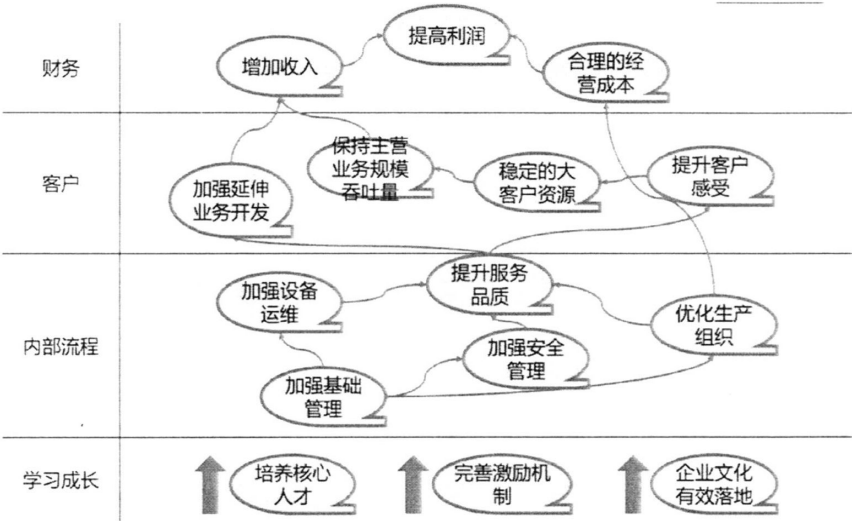 财务
增加收入
提高利润
合理的经
营成本
客户
加强延伸
业务开发
保持主营
业务规模
吞吐量
稳定的大
客户资源
提升客户
感受
内部流程
加强设备
运维
提升服务
品质
优化生产
组织
加强基础
管理
加强安全
管理
学习成长
培养核心
人才
完善激励机
制
企业文化
有效落地